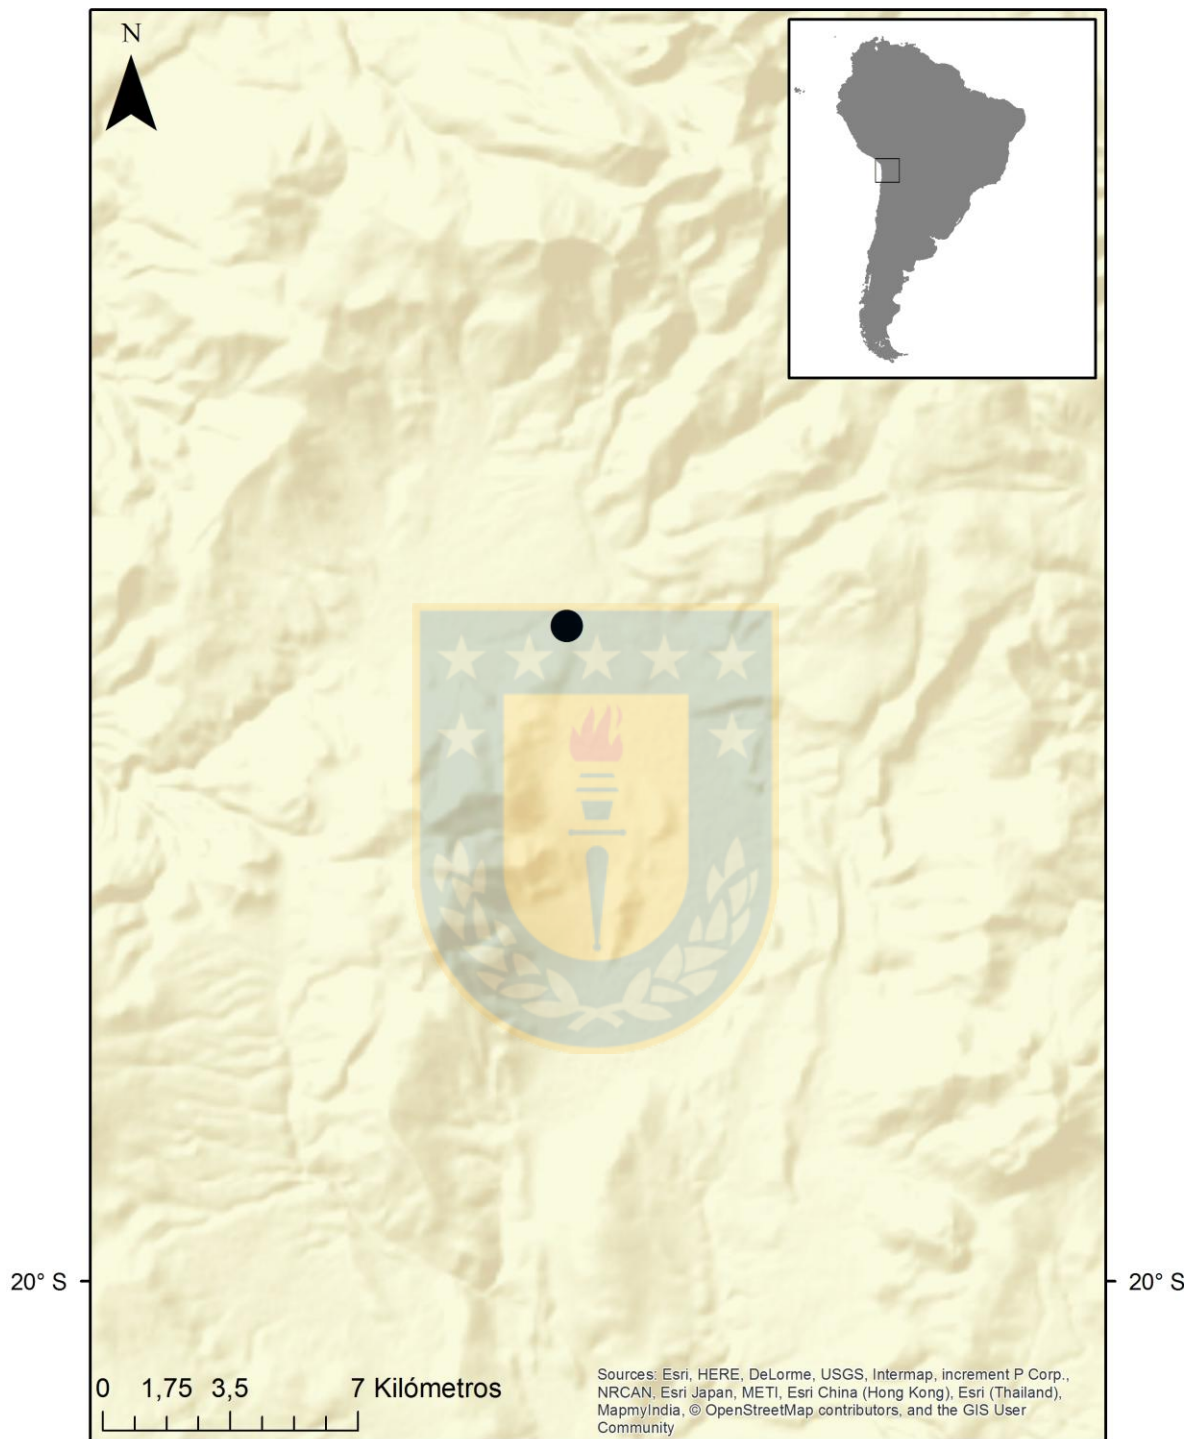 N
20° S
20° S
0 1,75 3,5 7 Kilómetros
Sources: Esri, HERE, DeLorme, USGS, Intermap, increment P Corp.,
NRCAN, Esri Japan, METI, Esri China (Hong Kong), Esri (Thailand),
MapmyIndia, © OpenStreetMap contributors, and the GIS User
Community